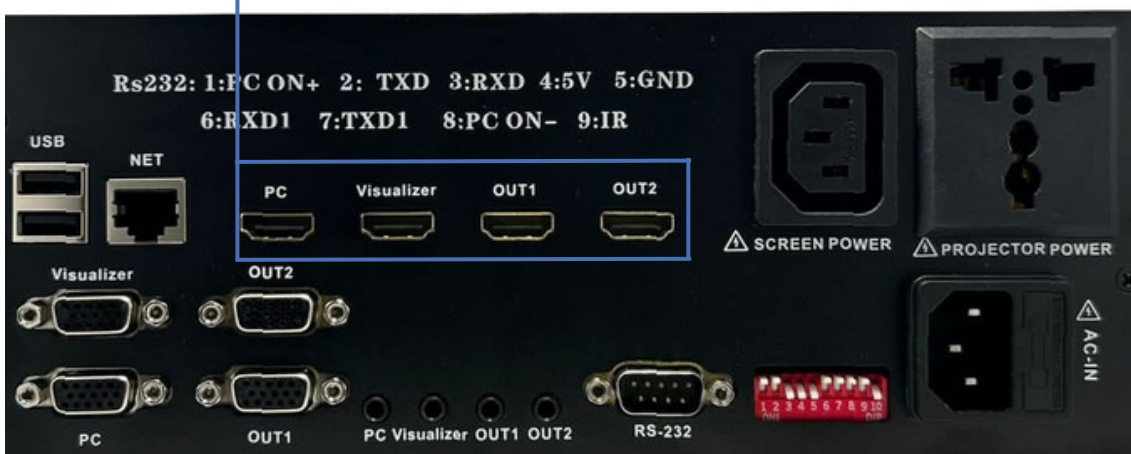 Rs232: 1:PC ON+ 2: TXD 3:RXD 4:5V 5:GND
6:RXD1 7:TXD1 8:PC ON- 9:IR
USB
NET
PC Visualizer OUT1 OUT2
SCREEN POWER
PROJECTOR POWER
Visualizer OUT2
AC-IN
PC OUT1
PC Visualizer OUT1 OUT2
RS-232
1 2 3 4 5 6 7 8 9 10
ON DIP